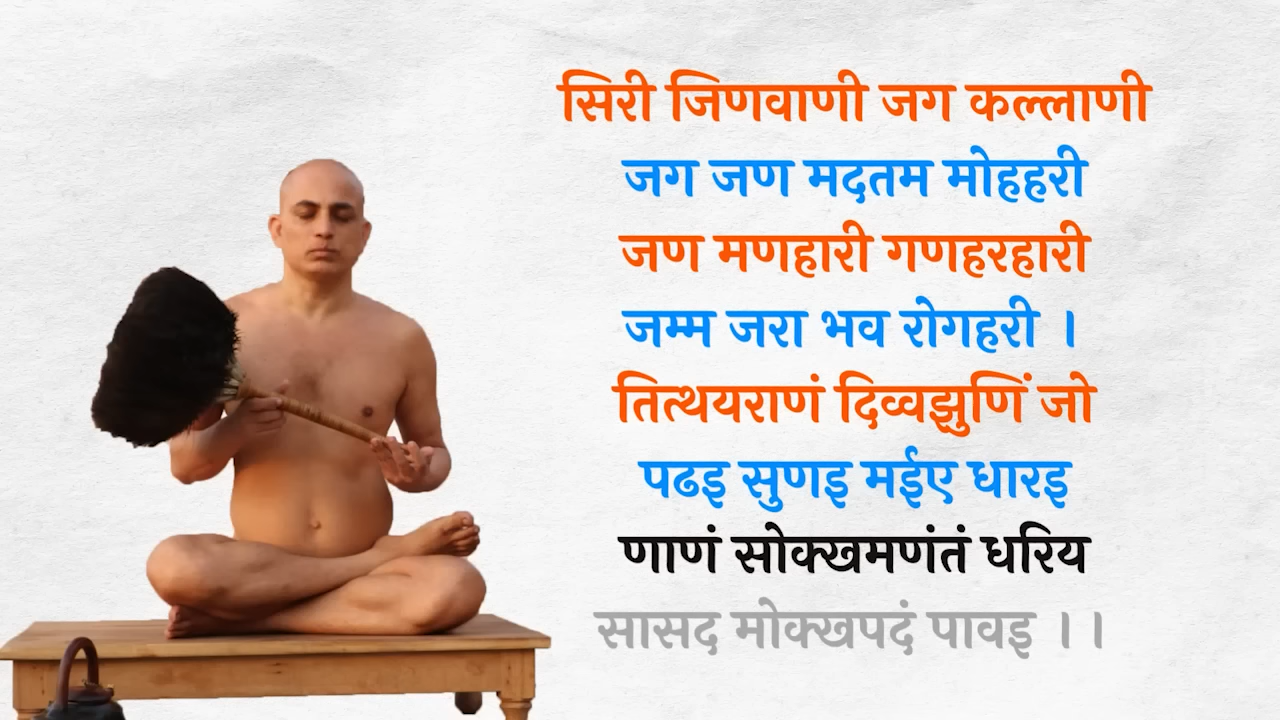 सिरी जिणवाणी जग कल्लाणी
जग जण मदतम मोहहरी
जण मणहारी गणहरहारी
जम्म जरा भव रोगहरी ।
तित्थयराणं दिव्वझुणिं जो
पढइ सुणइ मईए धारइ
णाणं सोक्खमणंतं धरिय
सासद मोक्खपदं पावइ ।।